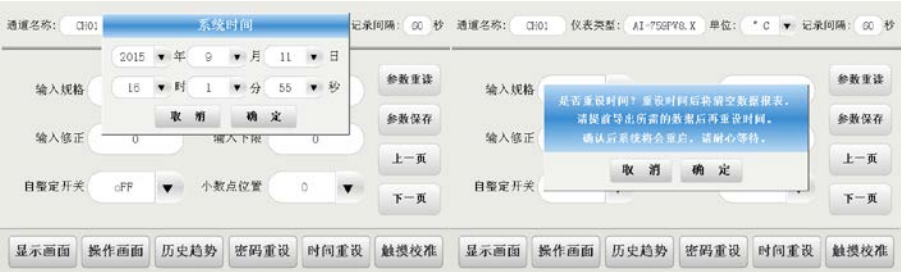 通道名称: CH01 系统时间 记录间隔: 60 秒
2015 年 9 月 11 日
16 时 1 分 55 秒
取 消 确 定
输入规格 参数重读
输入修正 0 输入下限 0 参数保存
上一页
自整定开关 oFF 小数点位置 0 下一页
显示画面 操作画面 历史趋势 密码重设 时间重设 触摸校准
通道名称: CH01 仪表类型: AI-759PV8.X 单位: °C 记录间隔: 60 秒
是否重设时间?重设时间后将清空数据报表。
请提前导出所需的数据后再重设时间。
确认后系统将会重启,请耐心等待。
取 消 确 定
输入规格 参数重读
输入修正 参数保存
上一页
自整定开关 下一页
显示画面 操作画面 历史趋势 密码重设 时间重设 触摸校准